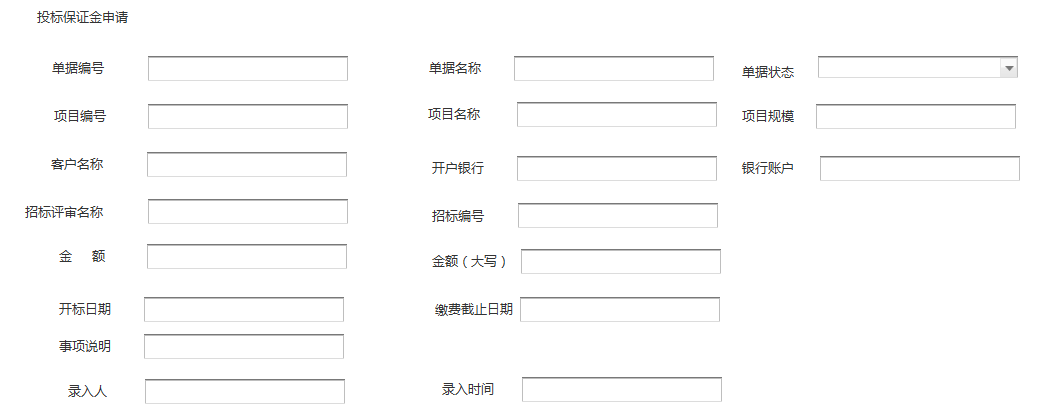 投标保证金申请
单据编号 单据名称 单据状态
项目编号 项目名称 项目规模
客户名称 开户银行 银行账户
招标评审名称 招标编号
金 额 金额（大写）
开标日期 缴费截止日期
事项说明
录入人 录入时间